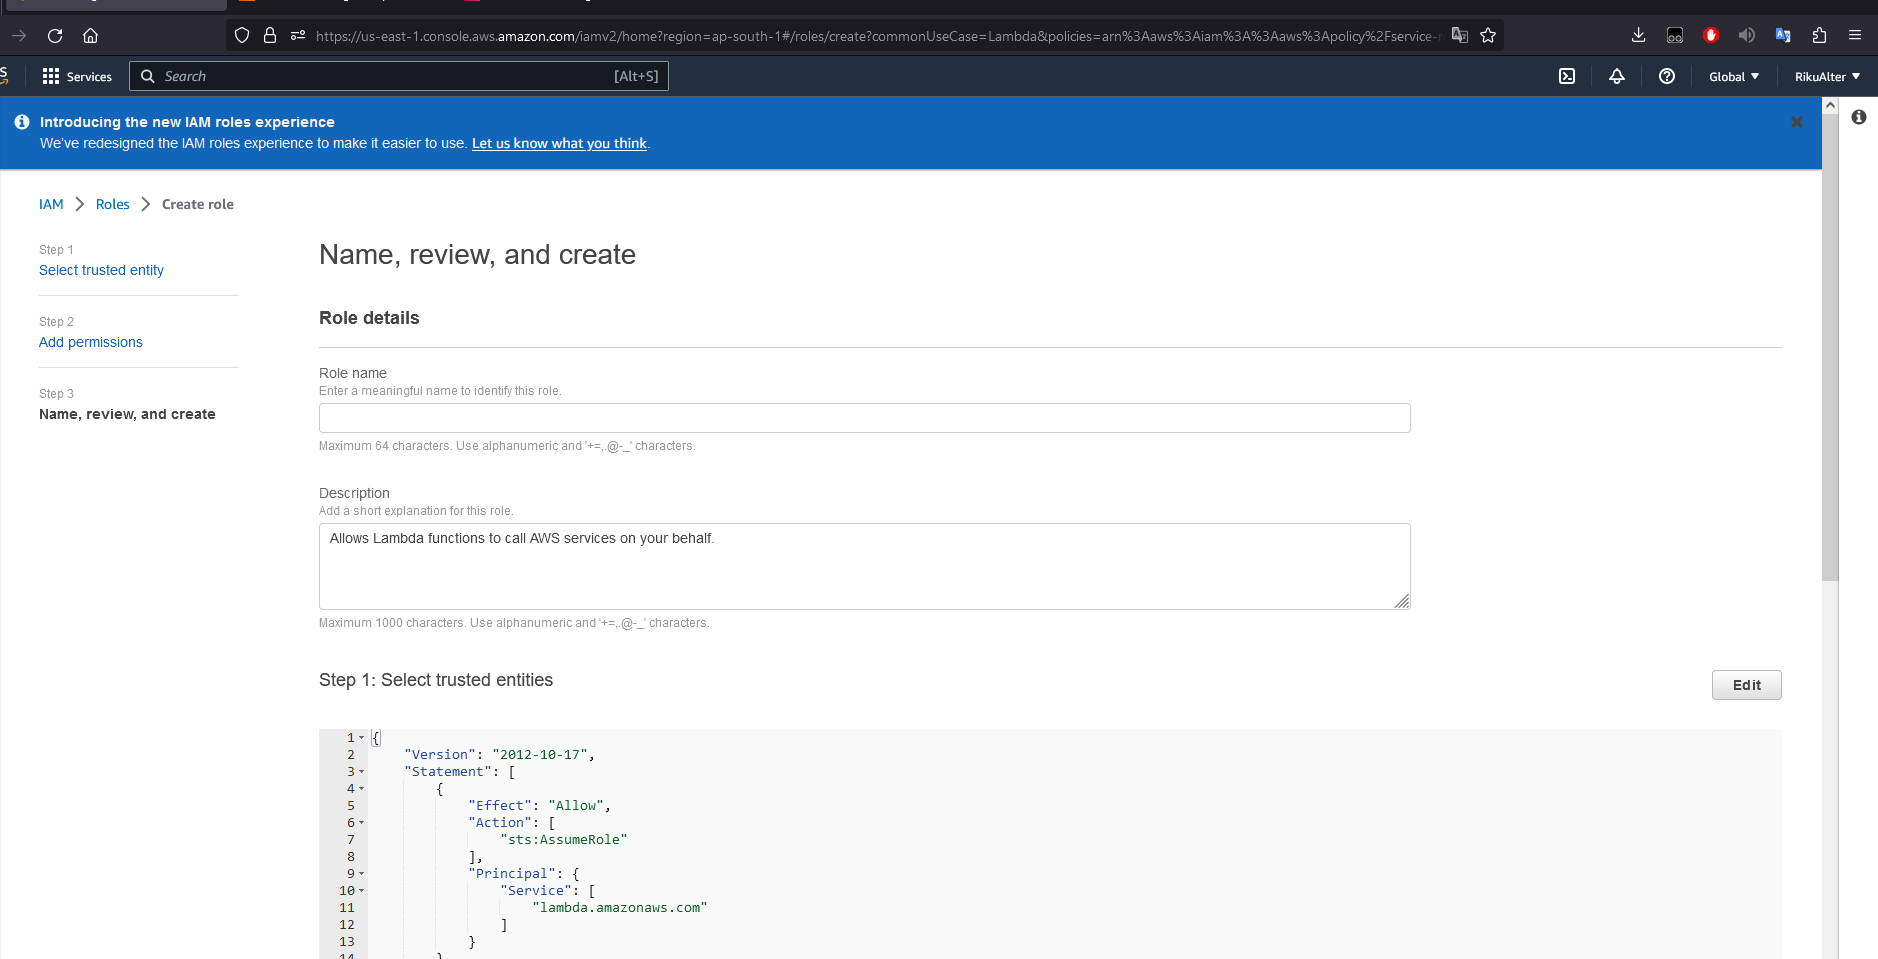 https://us-east-1.console.aws.amazon.com/iamv2/home?region=ap-south-1#/roles/create?commonUseCase=Lambda&policies=arn%3Aaws%3Aiam%3A%3Aaws%3Apolicy%2Fservice-
Services
Search [Alt+S]
Global
RikuAlter
Introducing the new IAM roles experience
We've redesigned the IAM roles experience to make it easier to use. Let us know what you think.
IAM Roles Create role
Step 1
Select trusted entity
Step 2
Add permissions
Step 3
Name, review, and create
Name, review, and create
Role details
Role name
Enter a meaningful name to identify this role.
Maximum 64 characters. Use alphanumeric and '+=,.@-_' characters.
Description
Add a short explanation for this role.
Allows Lambda functions to call AWS services on your behalf.
Maximum 1000 characters. Use alphanumeric and '+=,.@-_' characters.
Step 1: Select trusted entities
Edit
1 {
2 "Version": "2012-10-17",
3 "Statement": [
4 {
5 "Effect": "Allow",
6 "Action": [
7 "sts:AssumeRole"
8 ],
9 "Principal": {
10 "Service": [
11 "lambda.amazonaws.com"
12 ]
13 }
14 }